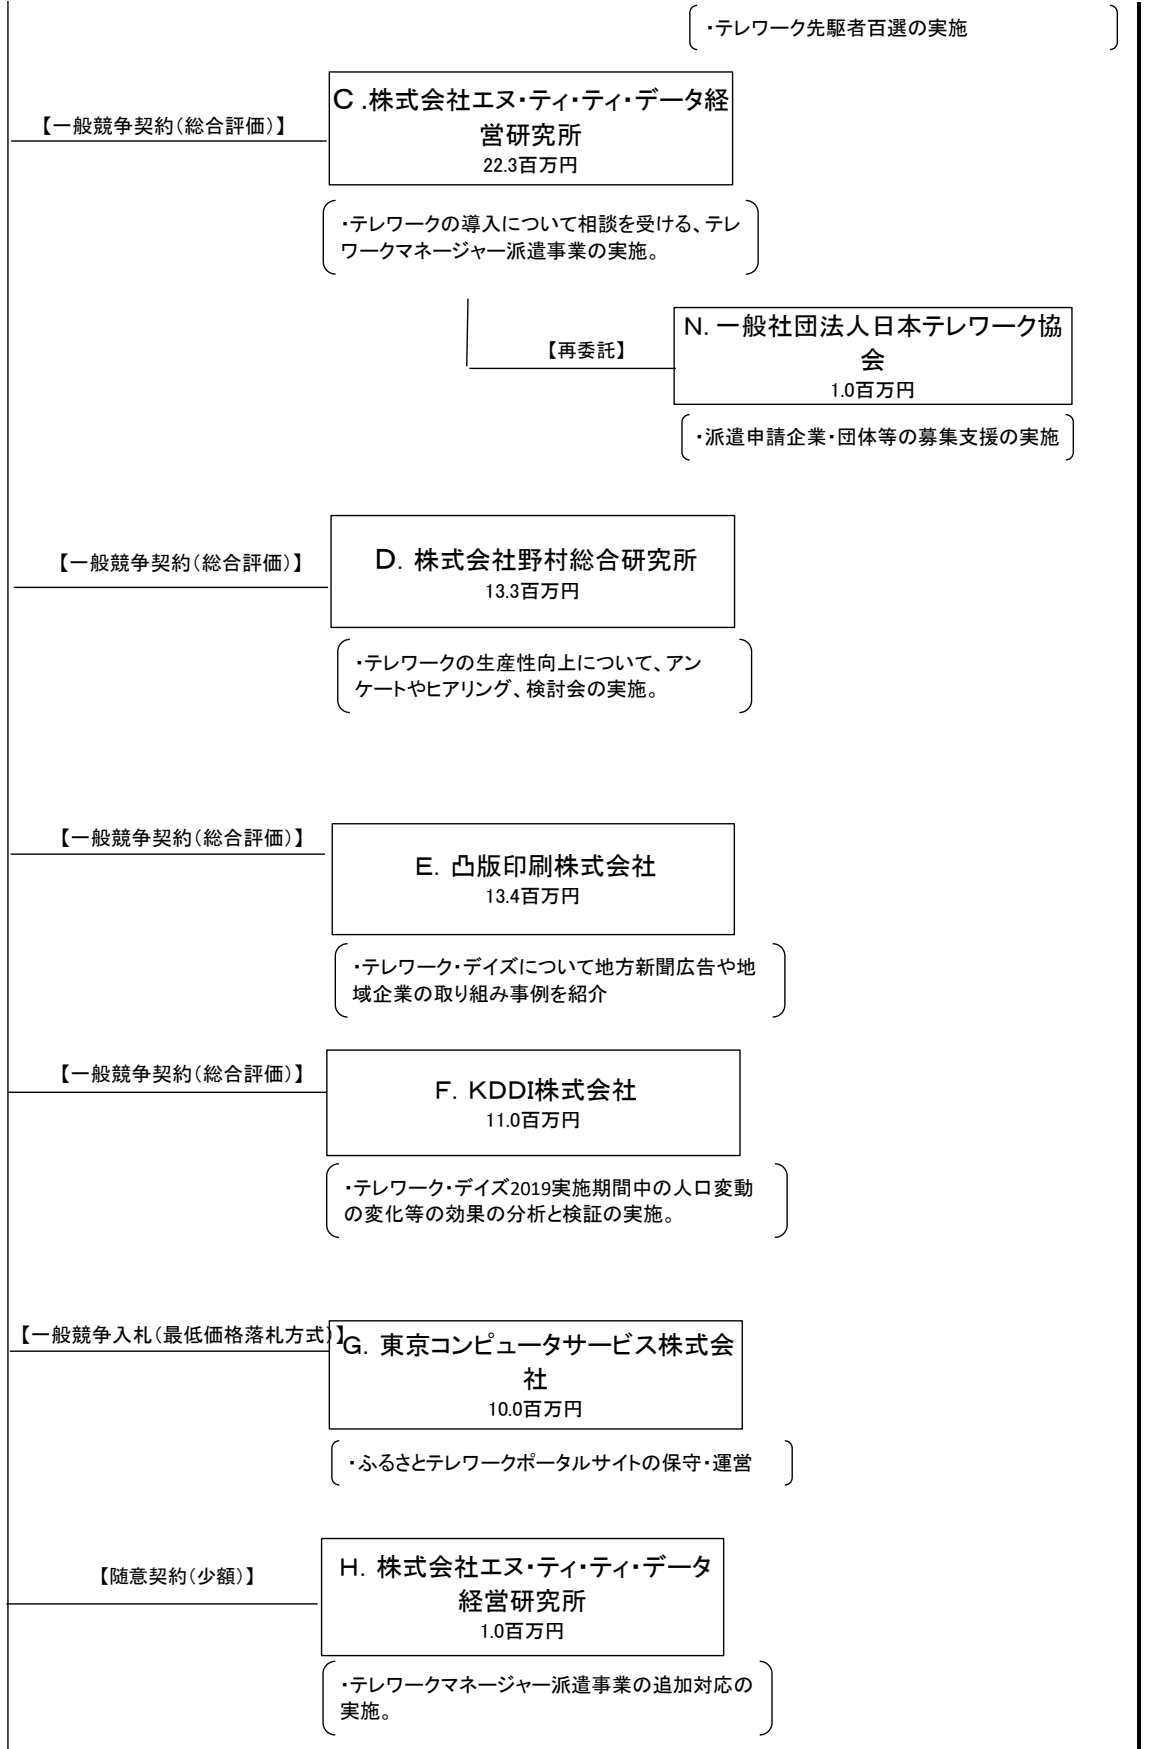 ・テレワーク先駆者百選の実施
【一般競争契約（総合評価）】
Ｃ．株式会社エヌ・ティ・ティ・データ経
営研究所
22.3百万円
・テレワークの導入について相談を受ける、テレ
ワークマネージャー派遣事業の実施。
【再委託】
Ｎ．一般社団法人日本テレワーク協
会
1.0百万円
・派遣申請企業・団体等の募集支援の実施
【一般競争契約（総合評価）】
Ｄ．株式会社野村総合研究所
13.3百万円
・テレワークの生産性向上について、アン
ケートやヒアリング、検討会の実施。
【一般競争契約（総合評価）】
Ｅ．凸版印刷株式会社
13.4百万円
・テレワーク・デイズについて地方新聞広告や地
域企業の取り組み事例を紹介
【一般競争契約（総合評価）】
Ｆ．ＫＤＤＩ株式会社
11.0百万円
・テレワーク・デイズ2019実施期間中の人口変動
の変化等の効果の分析と検証の実施。
【一般競争入札（最低価格落札方式）】
Ｇ．東京コンピュータサービス株式会
社
10.0百万円
・ふるさとテレワークポータルサイトの保守・運営
【随意契約（少額）】
Ｈ．株式会社エヌ・ティ・ティ・データ
経営研究所
1.0百万円
・テレワークマネージャー派遣事業の追加対応の
実施。